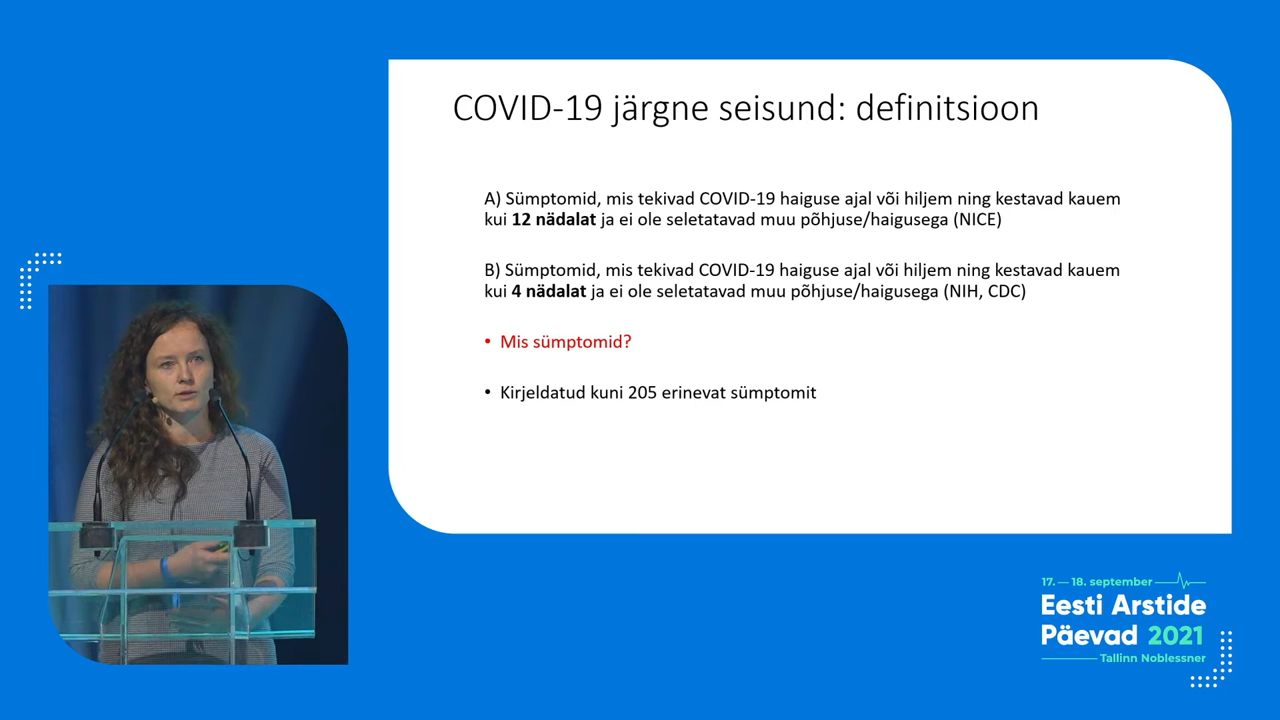 COVID-19 järgne seisund: definitsioon
A) Sümptomid, mis tekivad COVID-19 haiguse ajal või hiljem ning kestavad kauem
kui 12 nädalat ja ei ole seletatavad muu põhjuse/haigusega (NICE)
B) Sümptomid, mis tekivad COVID-19 haiguse ajal või hiljem ning kestavad kauem
kui 4 nädalat ja ei ole seletatavad muu põhjuse/haigusega (NIH, CDC)
• Mis sümptomid?
• Kirjeldatud kuni 205 erinevat sümptomit
17. — 18. september
Eesti Arstide
Päevad 2021
Tallinn Noblessner